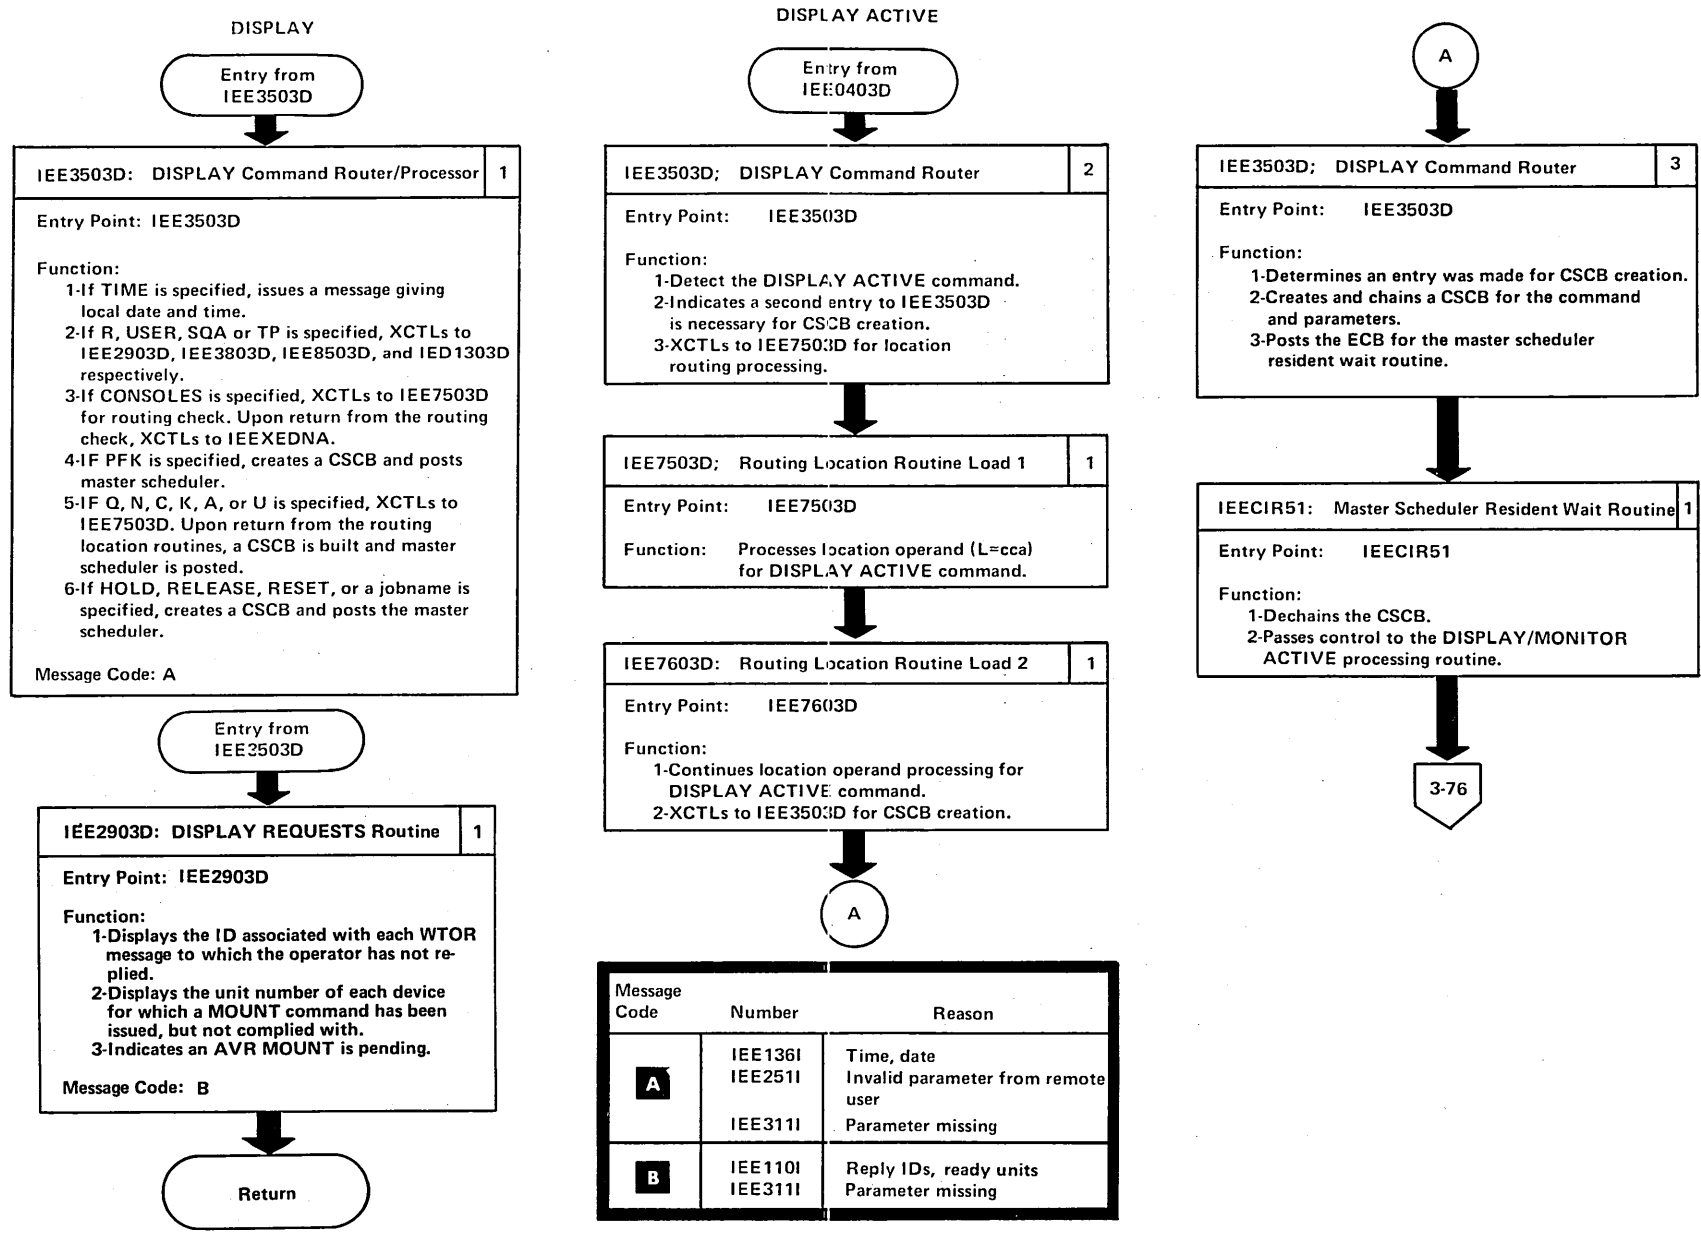 DISPLAY
Entry from
IEE3503D
IEE3503D: DISPLAY Command Router/Processor 1
Entry Point: IEE3503D
Function:
1-If TIME is specified, issues a message giving
local date and time.
2-If R, USER, SQA or TP is specified, XCTLs to
IEE2903D, IEE3803D, IEE8503D, and IED1303D
respectively.
3-If CONSOLES is specified, XCTLs to IEE7503D
for routing check. Upon return from the routing
check, XCTLs to IEEXEDNA.
4-IF PFK is specified, creates a CSCB and posts
master scheduler.
5-IF Q, N, C, K, A, or U is specified, XCTLs to
IEE7503D. Upon return from the routing
location routines, a CSCB is built and master
scheduler is posted.
6-If HOLD, RELEASE, RESET, or a jobname is
specified, creates a CSCB and posts the master
scheduler.
Message Code: A
Entry from
IEE3503D
IEE2903D: DISPLAY REQUESTS Routine 1
Entry Point: IEE2903D
Function:
1-Displays the ID associated with each WTOR
message to which the operator has not re-
plied.
2-Displays the unit number of each device
for which a MOUNT command has been
issued, but not complied with.
3-Indicates an AVR MOUNT is pending.
Message Code: B
Return
DISPLAY ACTIVE
Entry from
IEE0403D
IEE3503D; DISPLAY Command Router 2
Entry Point: IEE3503D
Function:
1-Detect the DISPLAY ACTIVE command.
2-Indicates a second entry to IEE3503D
is necessary for CSCB creation.
3-XCTLs to IEE7503D for location
routing processing.
IEE7503D; Routing Location Routine Load 1 1
Entry Point: IEE7503D
Function: Processes location operand (L=cca)
for DISPLAY ACTIVE command.
IEE7603D: Routing Location Routine Load 2 1
Entry Point: IEE7603D
Function:
1-Continues location operand processing for
DISPLAY ACTIVE command.
2-XCTLs to IEE3503D for CSCB creation.
A
Message
Code Number Reason
A
IEE136I Time, date
IEE251I Invalid parameter from remote
user
IEE311I Parameter missing
B
IEE110I Reply IDs, ready units
IEE311I Parameter missing
A
IEE3503D; DISPLAY Command Router 3
Entry Point: IEE3503D
Function:
1-Determines an entry was made for CSCB creation.
2-Creates and chains a CSCB for the command
and parameters.
3-Posts the ECB for the master scheduler
resident wait routine.
IEECIR51: Master Scheduler Resident Wait Routine 1
Entry Point: IEECIR51
Function:
1-Dechains the CSCB.
2-Passes control to the DISPLAY/MONITOR
ACTIVE processing routine.
3-76